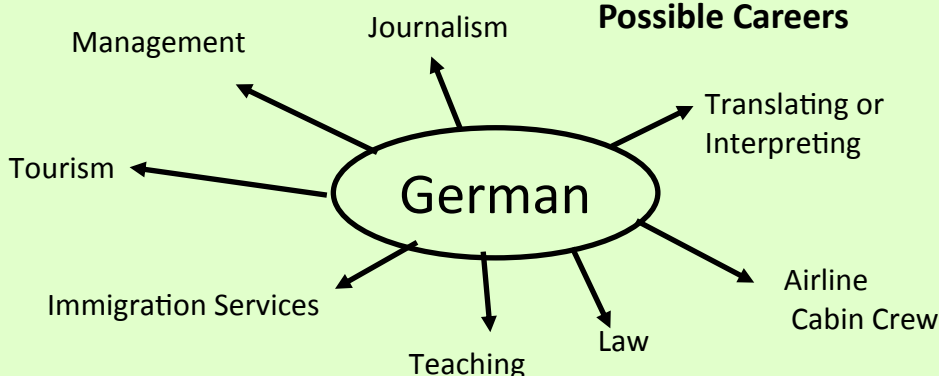 Possible Careers
Journalism
Management
Translating or
Interpreting
Tourism
German
Airline
Cabin Crew
Immigration Services
Law
Teaching